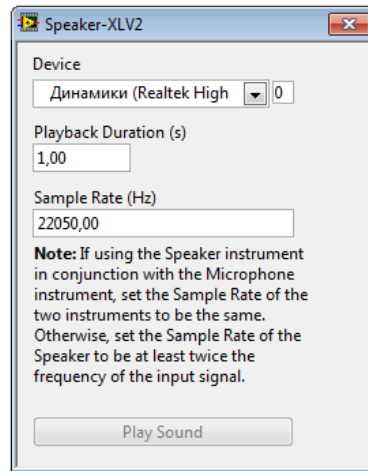 Speaker-XLV2
Device
Динамики (Realtek High 0
Playback Duration (s)
1,00
Sample Rate (Hz)
22050,00
Note: If using the Speaker instrument
in conjunction with the Microphone
instrument, set the Sample Rate of the
two instruments to be the same.
Otherwise, set the Sample Rate of the
Speaker to be at least twice the
frequency of the input signal.
Play Sound